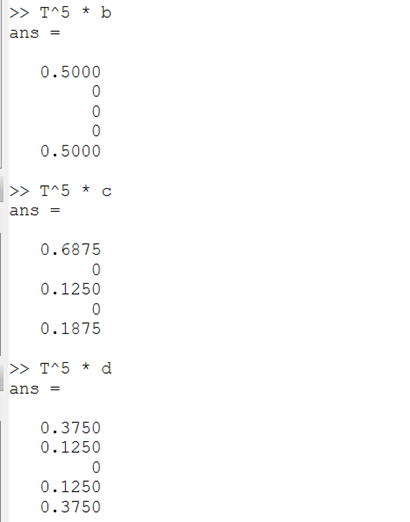 >> T^5 * b
ans =
0.5000
0
0
0
0.5000
>> T^5 * c
ans =
0.6875
0
0.1250
0
0.1875
>> T^5 * d
ans =
0.3750
0.1250
0
0.1250
0.3750